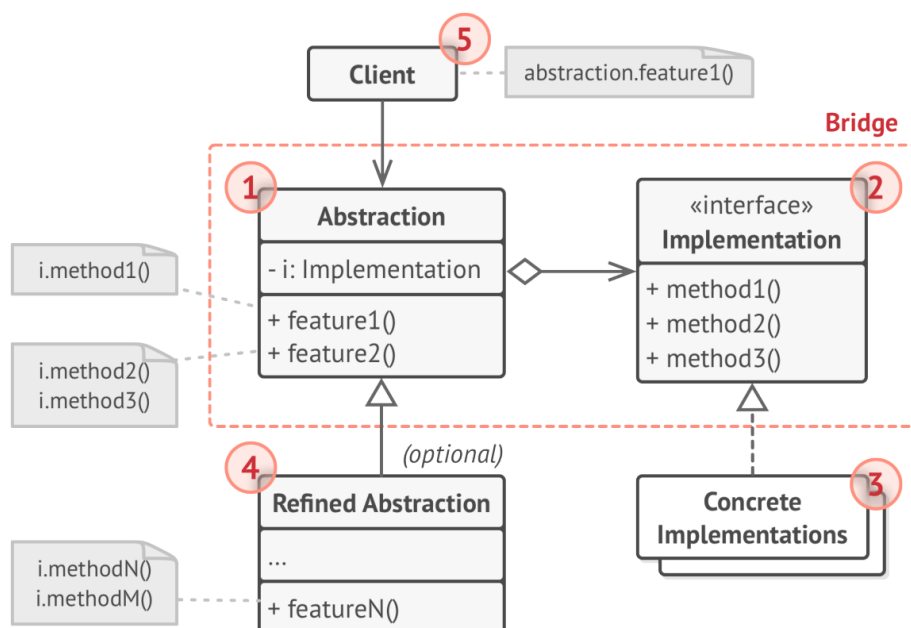 5
Client
abstraction.feature1()
Bridge
1
Abstraction
- i: Implementation
+ feature1()
+ feature2()
2
«interface»
Implementation
+ method1()
+ method2()
+ method3()
i.method1()
i.method2()
i.method3()
(optional)
4
Refined Abstraction
...
+ featureN()
3
Concrete
Implementations
i.methodN()
i.methodM()